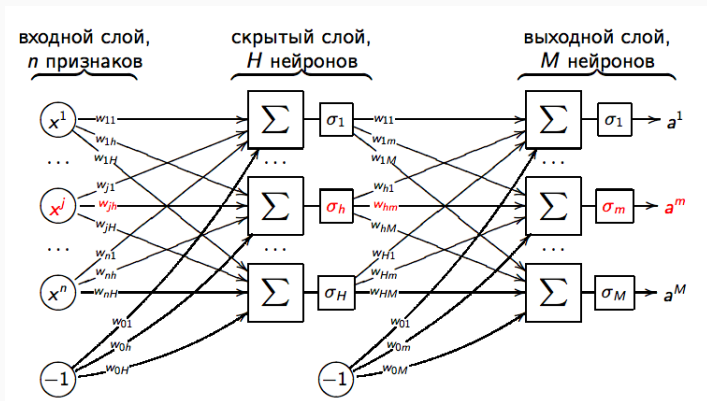 входной слой, скрытый слой, выходной слой,
n признаков H нейронов M нейронов
x¹ w₁₁ Σ σ₁ w₁₁ Σ σ₁ a¹
w₁ₕ w₁ₘ
w₁H w₁M
... ... ...
wⱼ₁ wₕ₁
xʲ wⱼₕ Σ σₕ wₕₘ Σ σₘ aᵐ
wⱼH wₕM
... ... ...
wₙ₁ wH₁
wₙₕ wHₘ
xⁿ wₙH Σ σH wHM Σ σM aᴹ
w₀₁ w₀₁
w₀ₕ w₀ₘ
w₀H w₀M
−1 −1